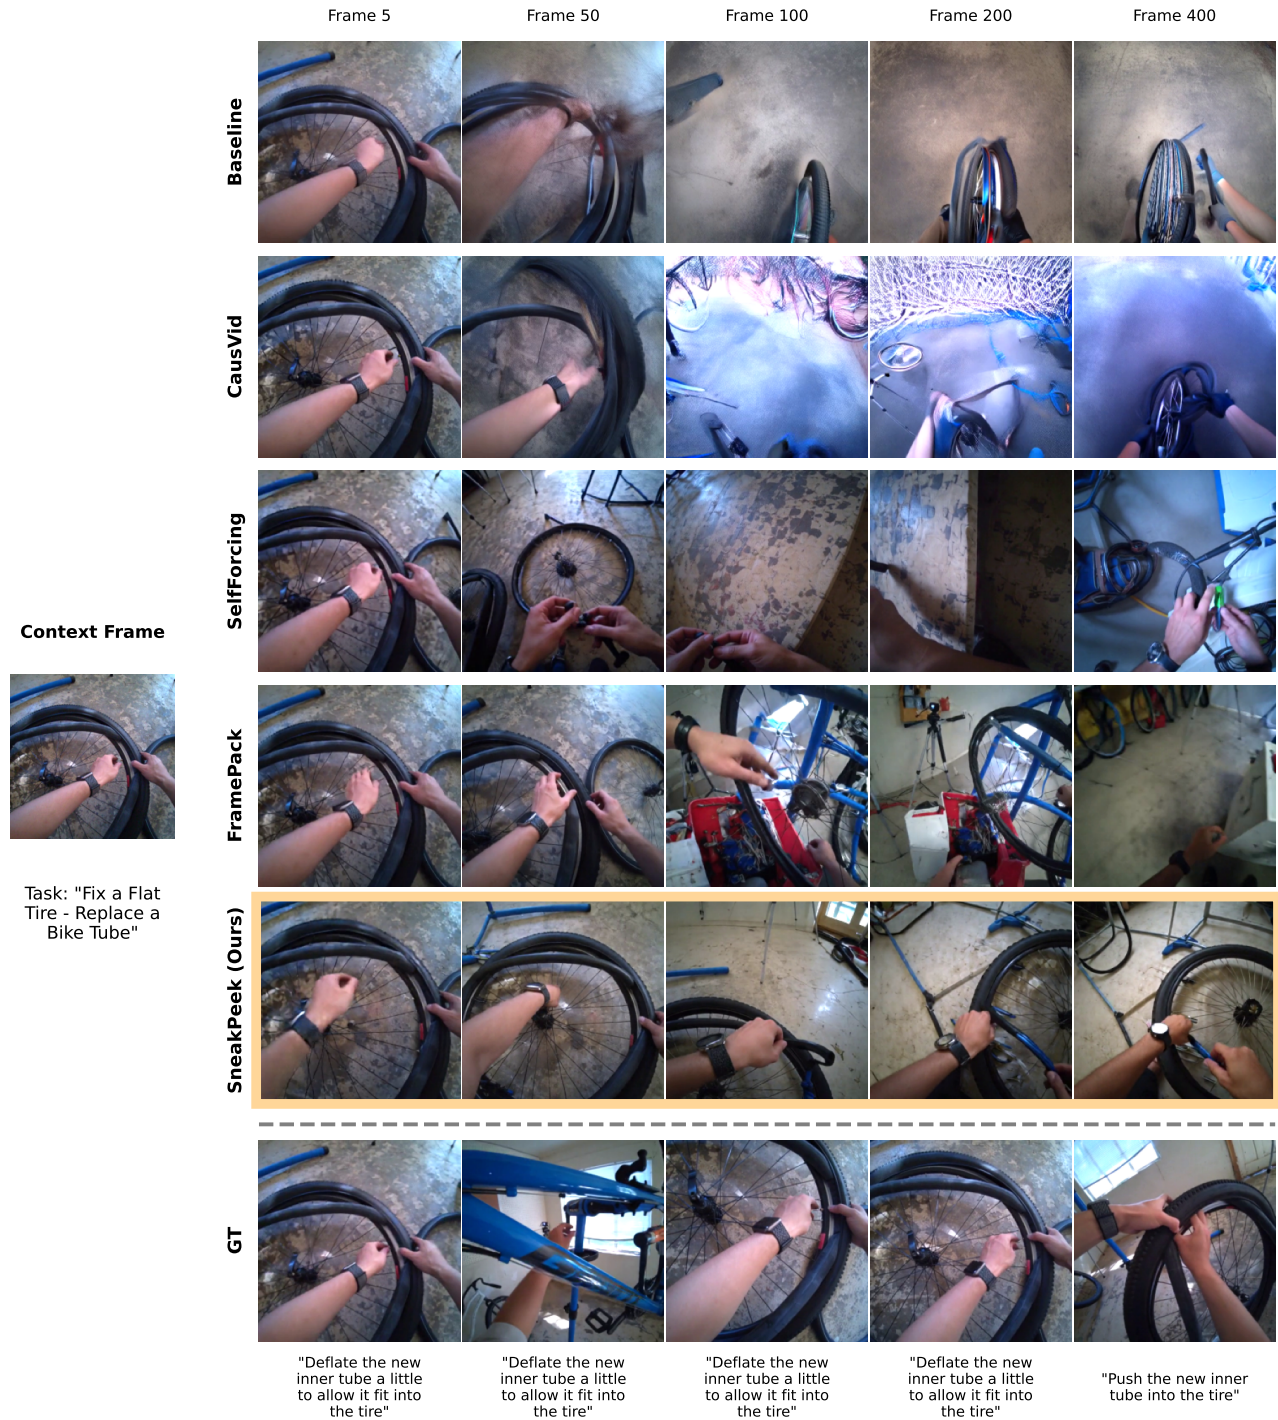 Frame 5
Frame 50
Frame 100
Frame 200
Frame 400
Baseline
CausVid
SelfForcing
FramePack
SneakPeek (Ours)
GT
Context Frame
Task: "Fix a Flat
Tire - Replace a
Bike Tube"
"Deflate the new
inner tube a little
to allow it fit into
the tire"
"Deflate the new
inner tube a little
to allow it fit into
the tire"
"Deflate the new
inner tube a little
to allow it fit into
the tire"
"Deflate the new
inner tube a little
to allow it fit into
the tire"
"Push the new inner
tube into the tire"